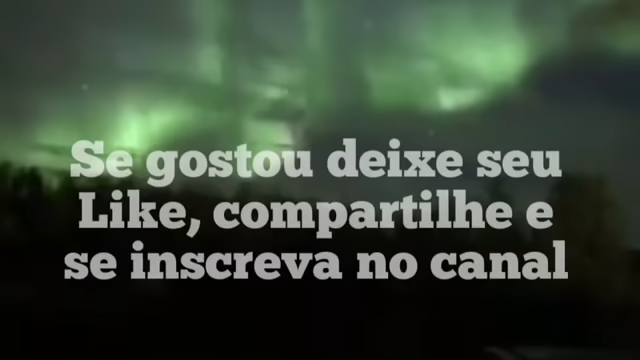 Se gostou deixe seu
Like, compartilhe e
se inscreva no canal